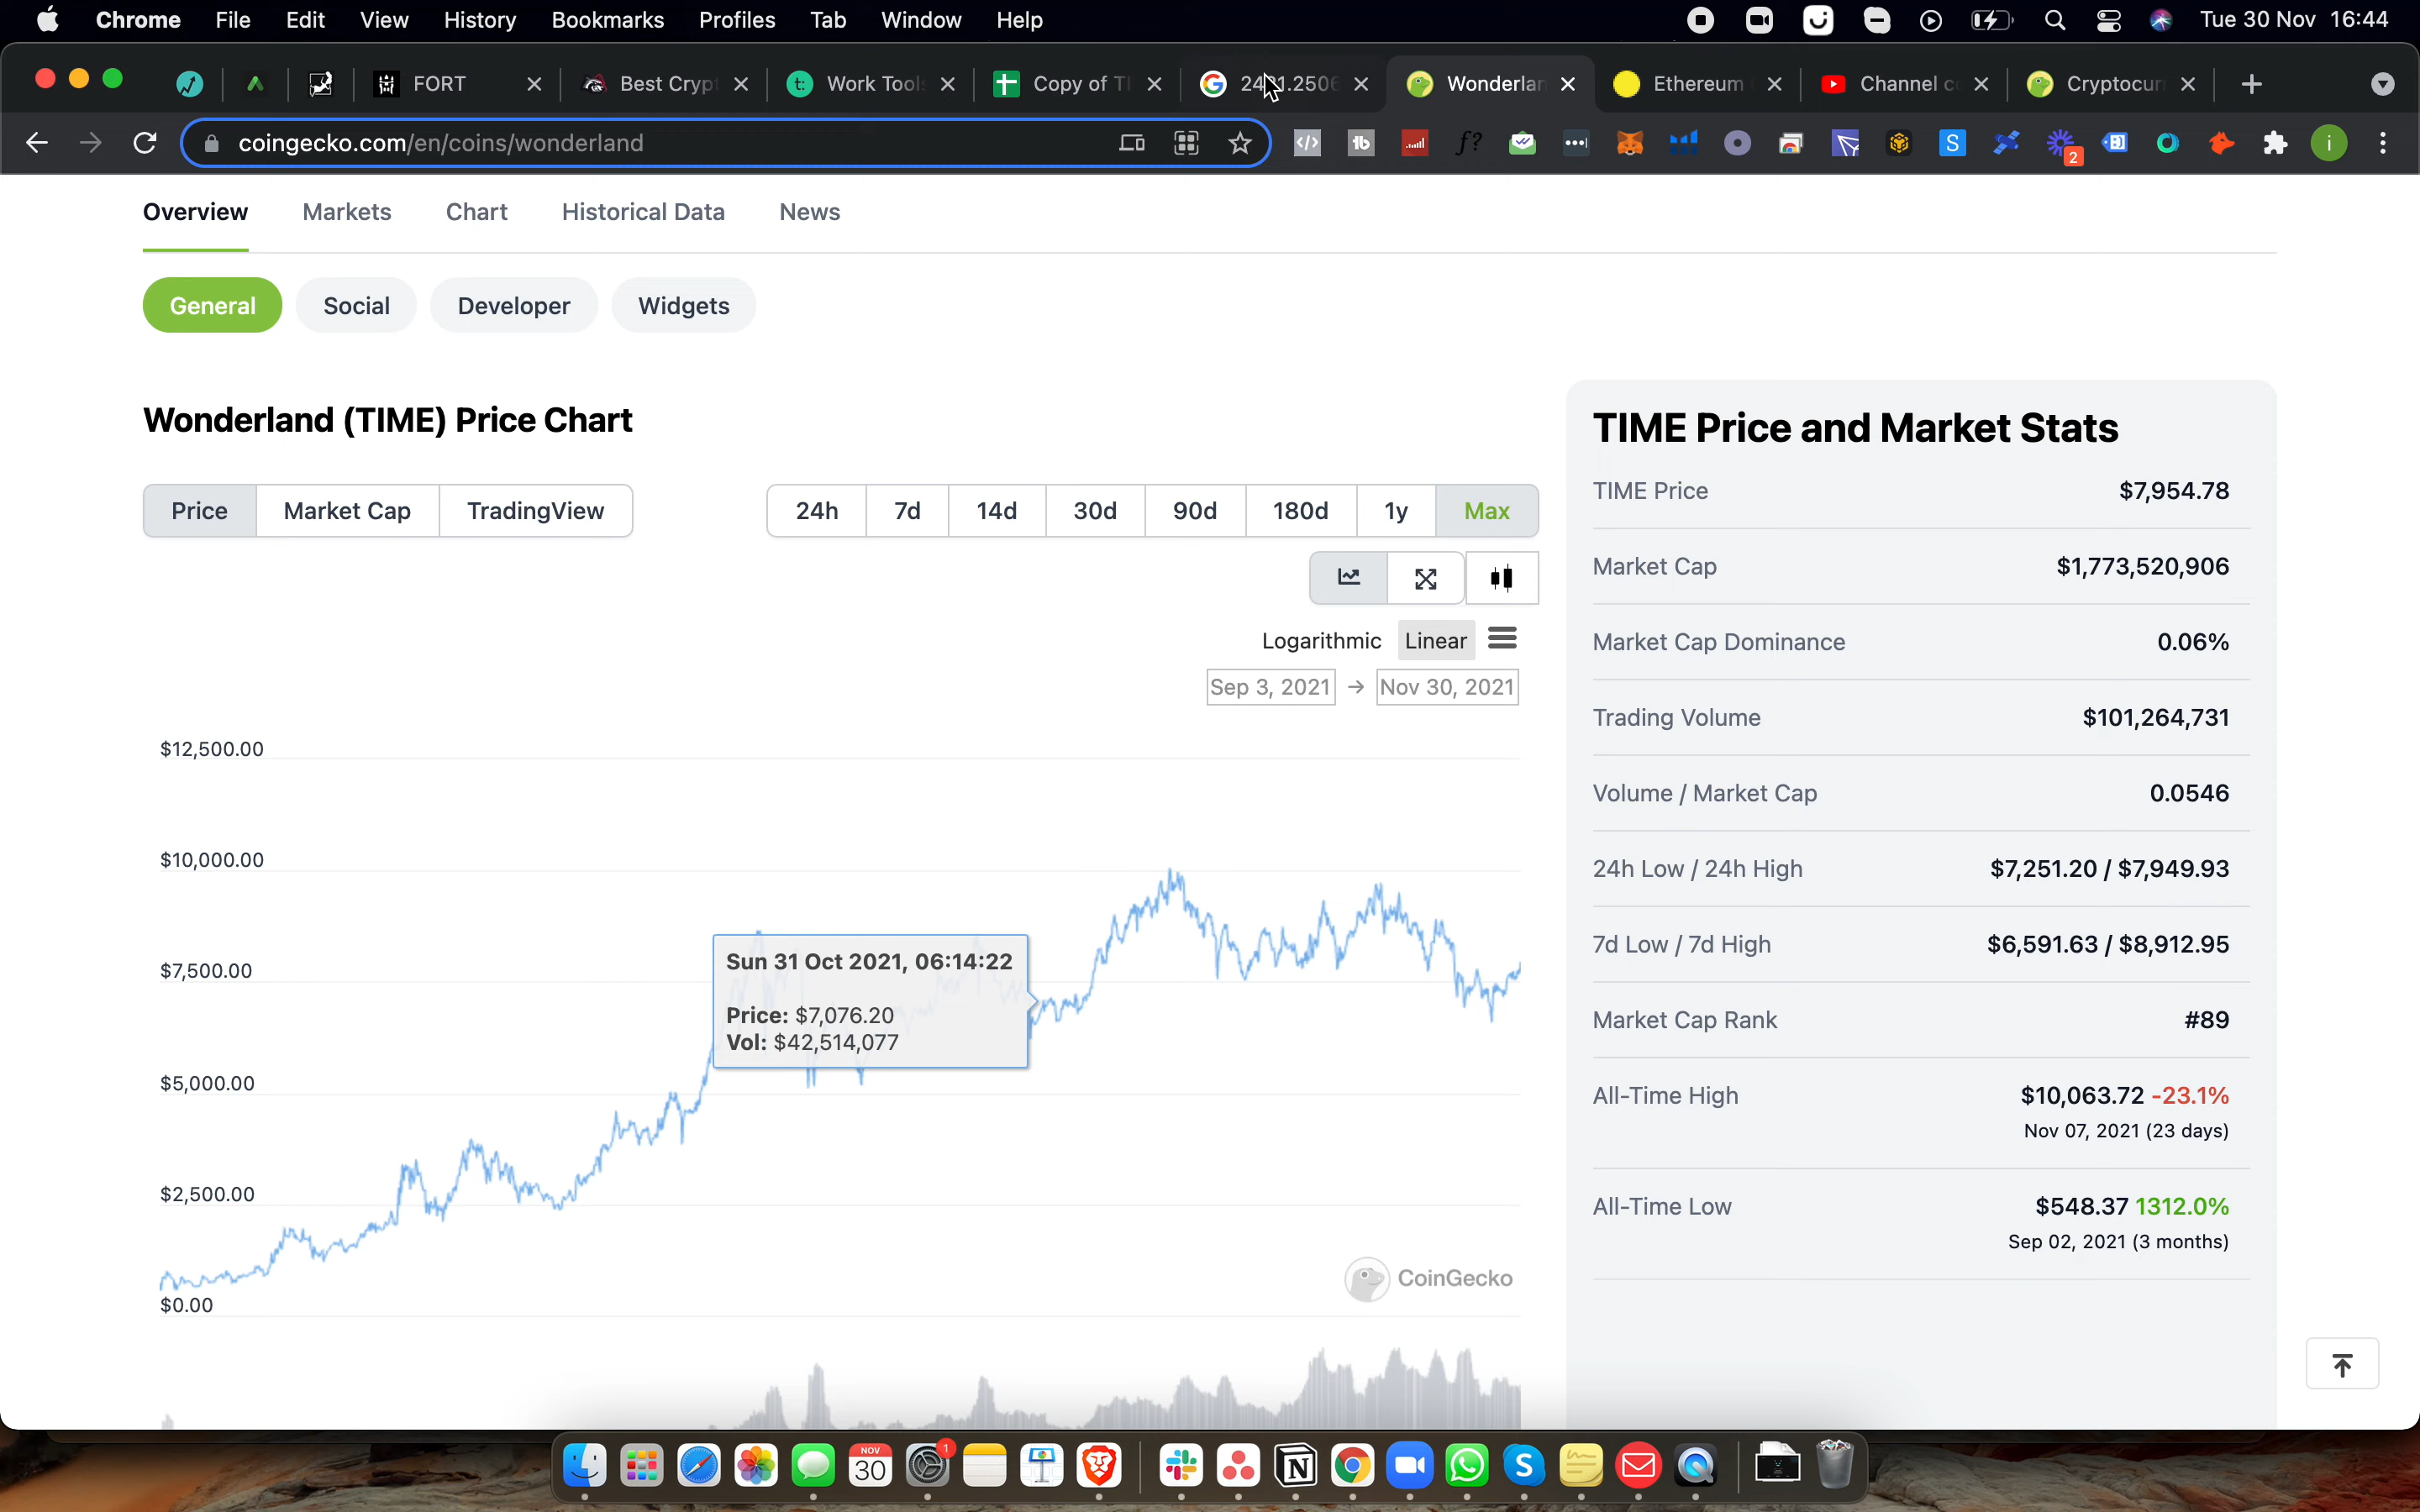 Chrome File Edit View History Bookmarks Profiles Tab Window Help Tue 30 Nov 16:44
FORT Best Crypt Work Tools Copy of TI Wonderlan Ethereum Channel c Cryptocur
coingecko.com/en/coins/wonderland
Overview Markets Chart Historical Data News
General Social Developer Widgets
Wonderland (TIME) Price Chart
Price Market Cap TradingView 24h 7d 14d 30d 90d 180d 1y Max
Logarithmic Linear
Sep 3, 2021 → Nov 30, 2021
$12,500.00
$10,000.00
$7,500.00
$5,000.00
$2,500.00
$0.00
Sun 31 Oct 2021, 06:14:22
Price: $7,076.20
Vol: $42,514,077
CoinGecko
TIME Price and Market Stats
TIME Price $7,954.78
Market Cap $1,773,520,906
Market Cap Dominance 0.06%
Trading Volume $101,264,731
Volume / Market Cap 0.0546
24h Low / 24h High $7,251.20 / $7,949.93
7d Low / 7d High $6,591.63 / $8,912.95
Market Cap Rank #89
All-Time High $10,063.72 -23.1%
Nov 07, 2021 (23 days)
All-Time Low $548.37 1312.0%
Sep 02, 2021 (3 months)
NOV
30
1